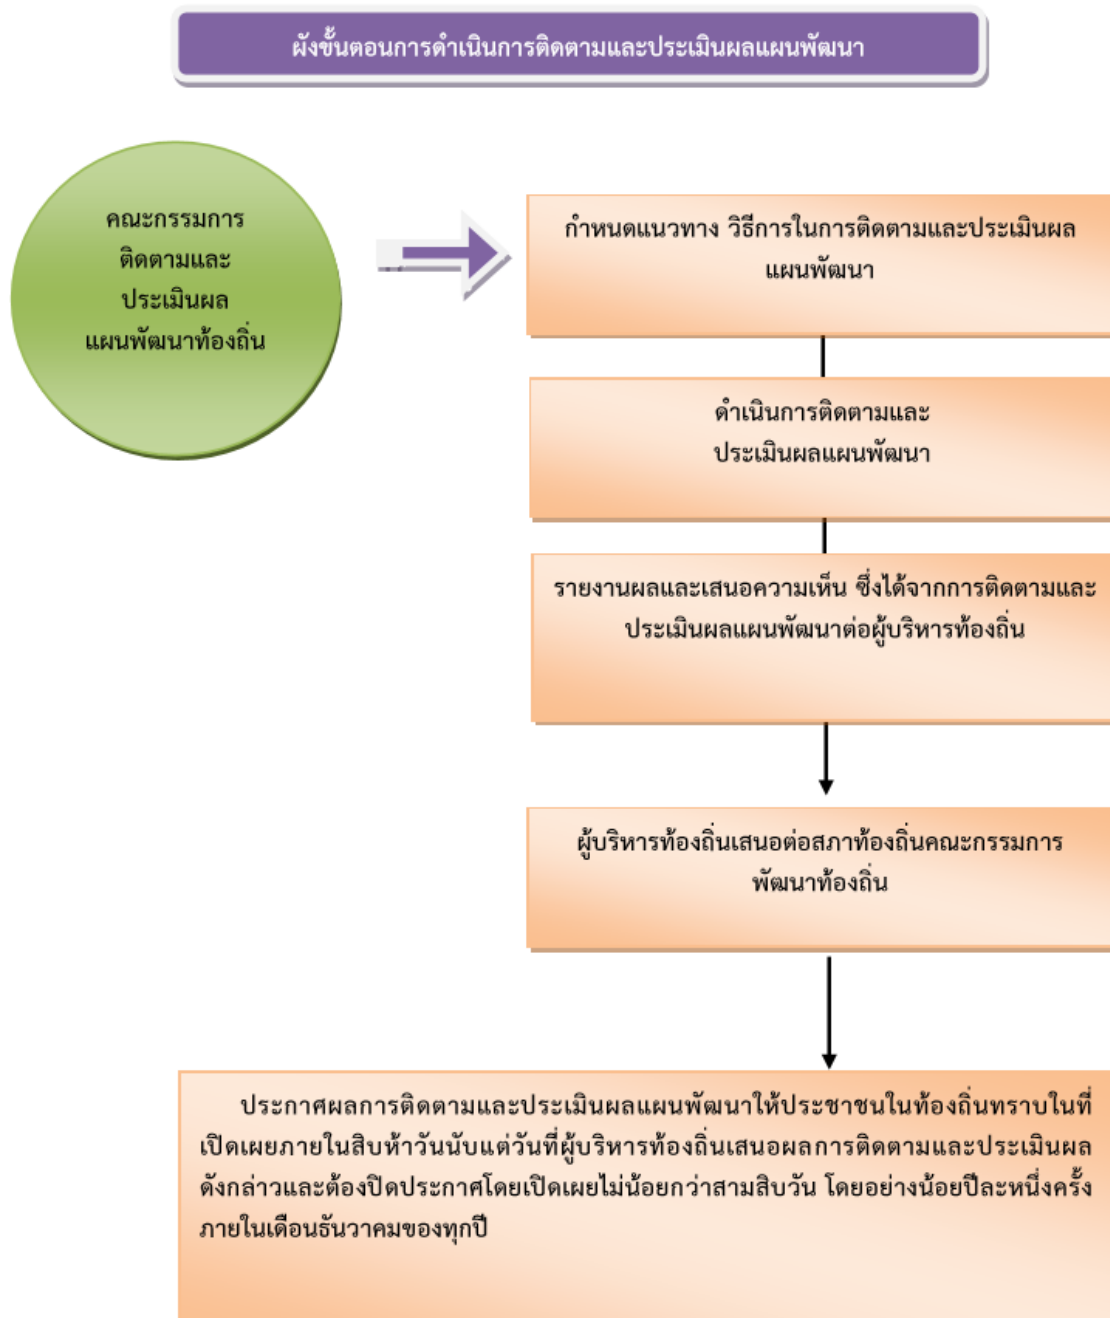 ผังขั้นตอนการดำเนินการติดตามและประเมินผลแผนพัฒนา
คณะกรรมการ
ติดตามและ
ประเมินผล
แผนพัฒนาท้องถิ่น
กำหนดแนวทาง วิธีการในการติดตามและประเมินผล
แผนพัฒนา
ดำเนินการติดตามและ
ประเมินผลแผนพัฒนา
รายงานผลและเสนอความเห็น ซึ่งได้จากการติดตามและ
ประเมินผลแผนพัฒนาต่อผู้บริหารท้องถิ่น
ผู้บริหารท้องถิ่นเสนอต่อสภาท้องถิ่นคณะกรรมการ
พัฒนาท้องถิ่น
ประกาศผลการติดตามและประเมินผลแผนพัฒนาให้ประชาชนในท้องถิ่นทราบในที่
เปิดเผยภายในสิบห้าวันนับแต่วันที่ผู้บริหารท้องถิ่นเสนอผลการติดตามและประเมินผล
ดังกล่าวและต้องปิดประกาศโดยเปิดเผยไม่น้อยกว่าสามสิบวัน โดยอย่างน้อยปีละหนึ่งครั้ง
ภายในเดือนธันวาคมของทุกปี